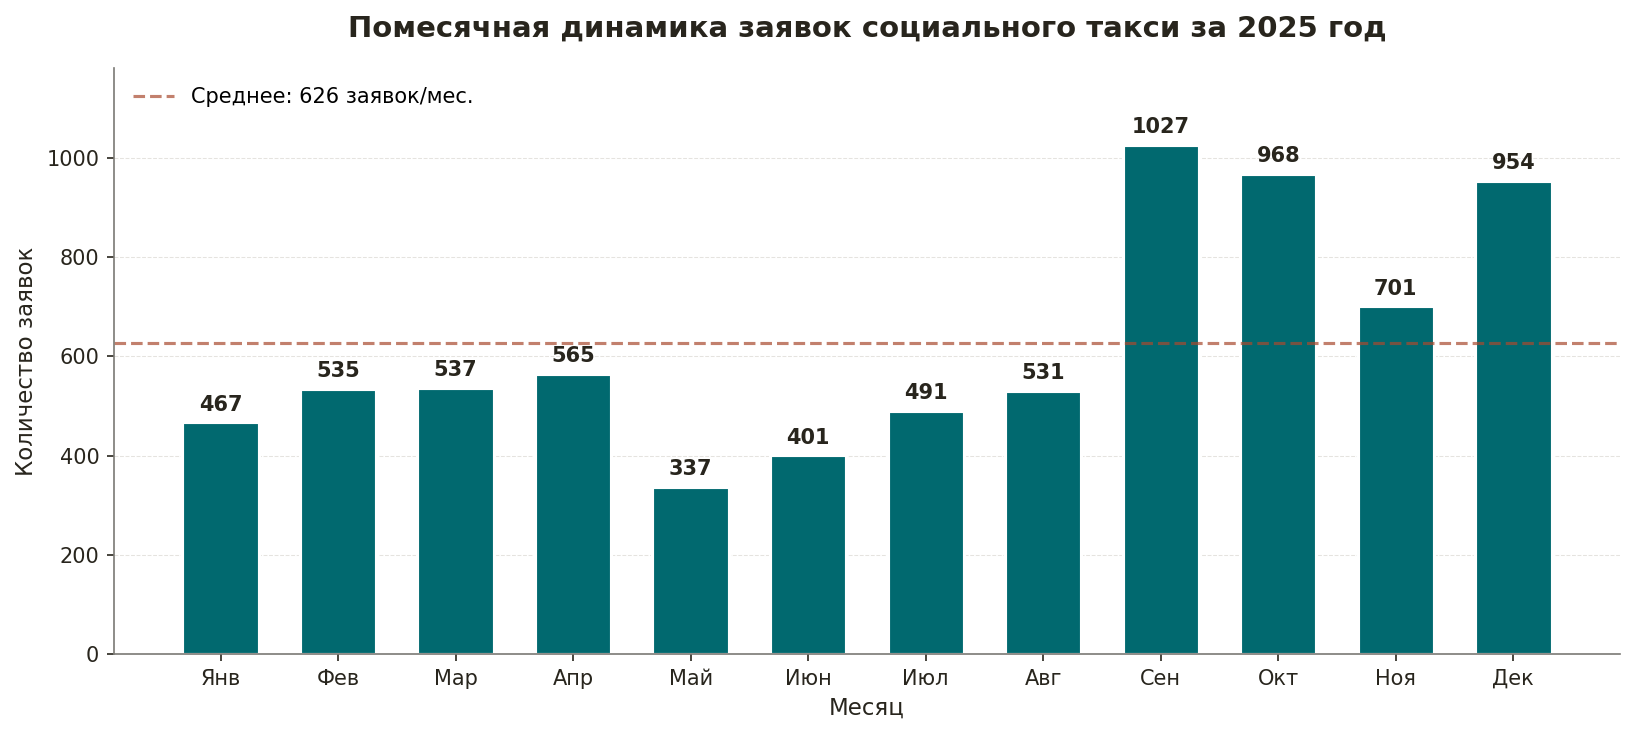 Помесячная динамика заявок социального такси за 2025 год
Среднее: 626 заявок/мес.
Количество заявок
1000
800
600
400
200
0
467
535
537
565
337
401
491
531
1027
968
701
954
Янв
Фев
Мар
Апр
Май
Июн
Июл
Авг
Сен
Окт
Ноя
Дек
Месяц